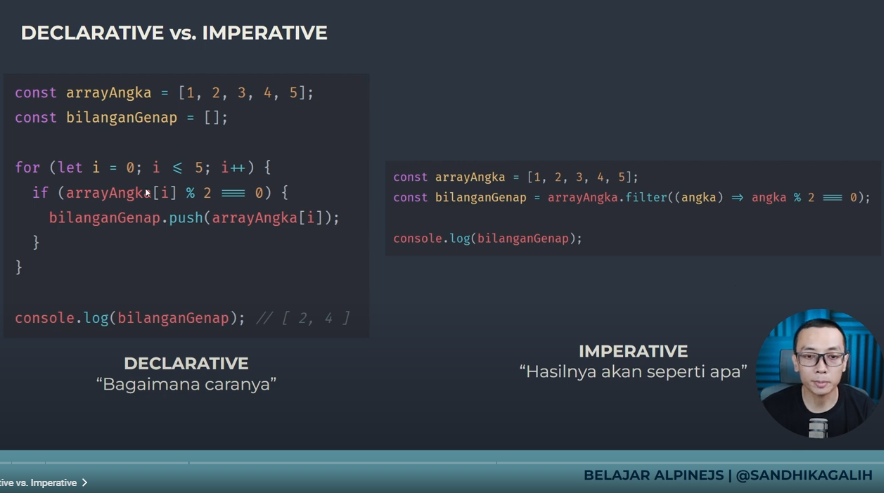 DECLARATIVE vs. IMPERATIVE
const arrayAngka = [1, 2, 3, 4, 5];
const bilanganGenap = [];
for (let i = 0; i <= 5; i++) {
if (arrayAngka[i] % 2 === 0) {
bilanganGenap.push(arrayAngka[i]);
}
}
console.log(bilanganGenap); // [ 2, 4 ]
DECLARATIVE
“Bagaimana caranya”
const arrayAngka = [1, 2, 3, 4, 5];
const bilanganGenap = arrayAngka.filter((angka) => angka % 2 === 0);
console.log(bilanganGenap);
IMPERATIVE
“Hasilnya akan seperti apa”
tive vs. Imperative >
BELAJAR ALPINEJS | @SANDHIKAGALIH